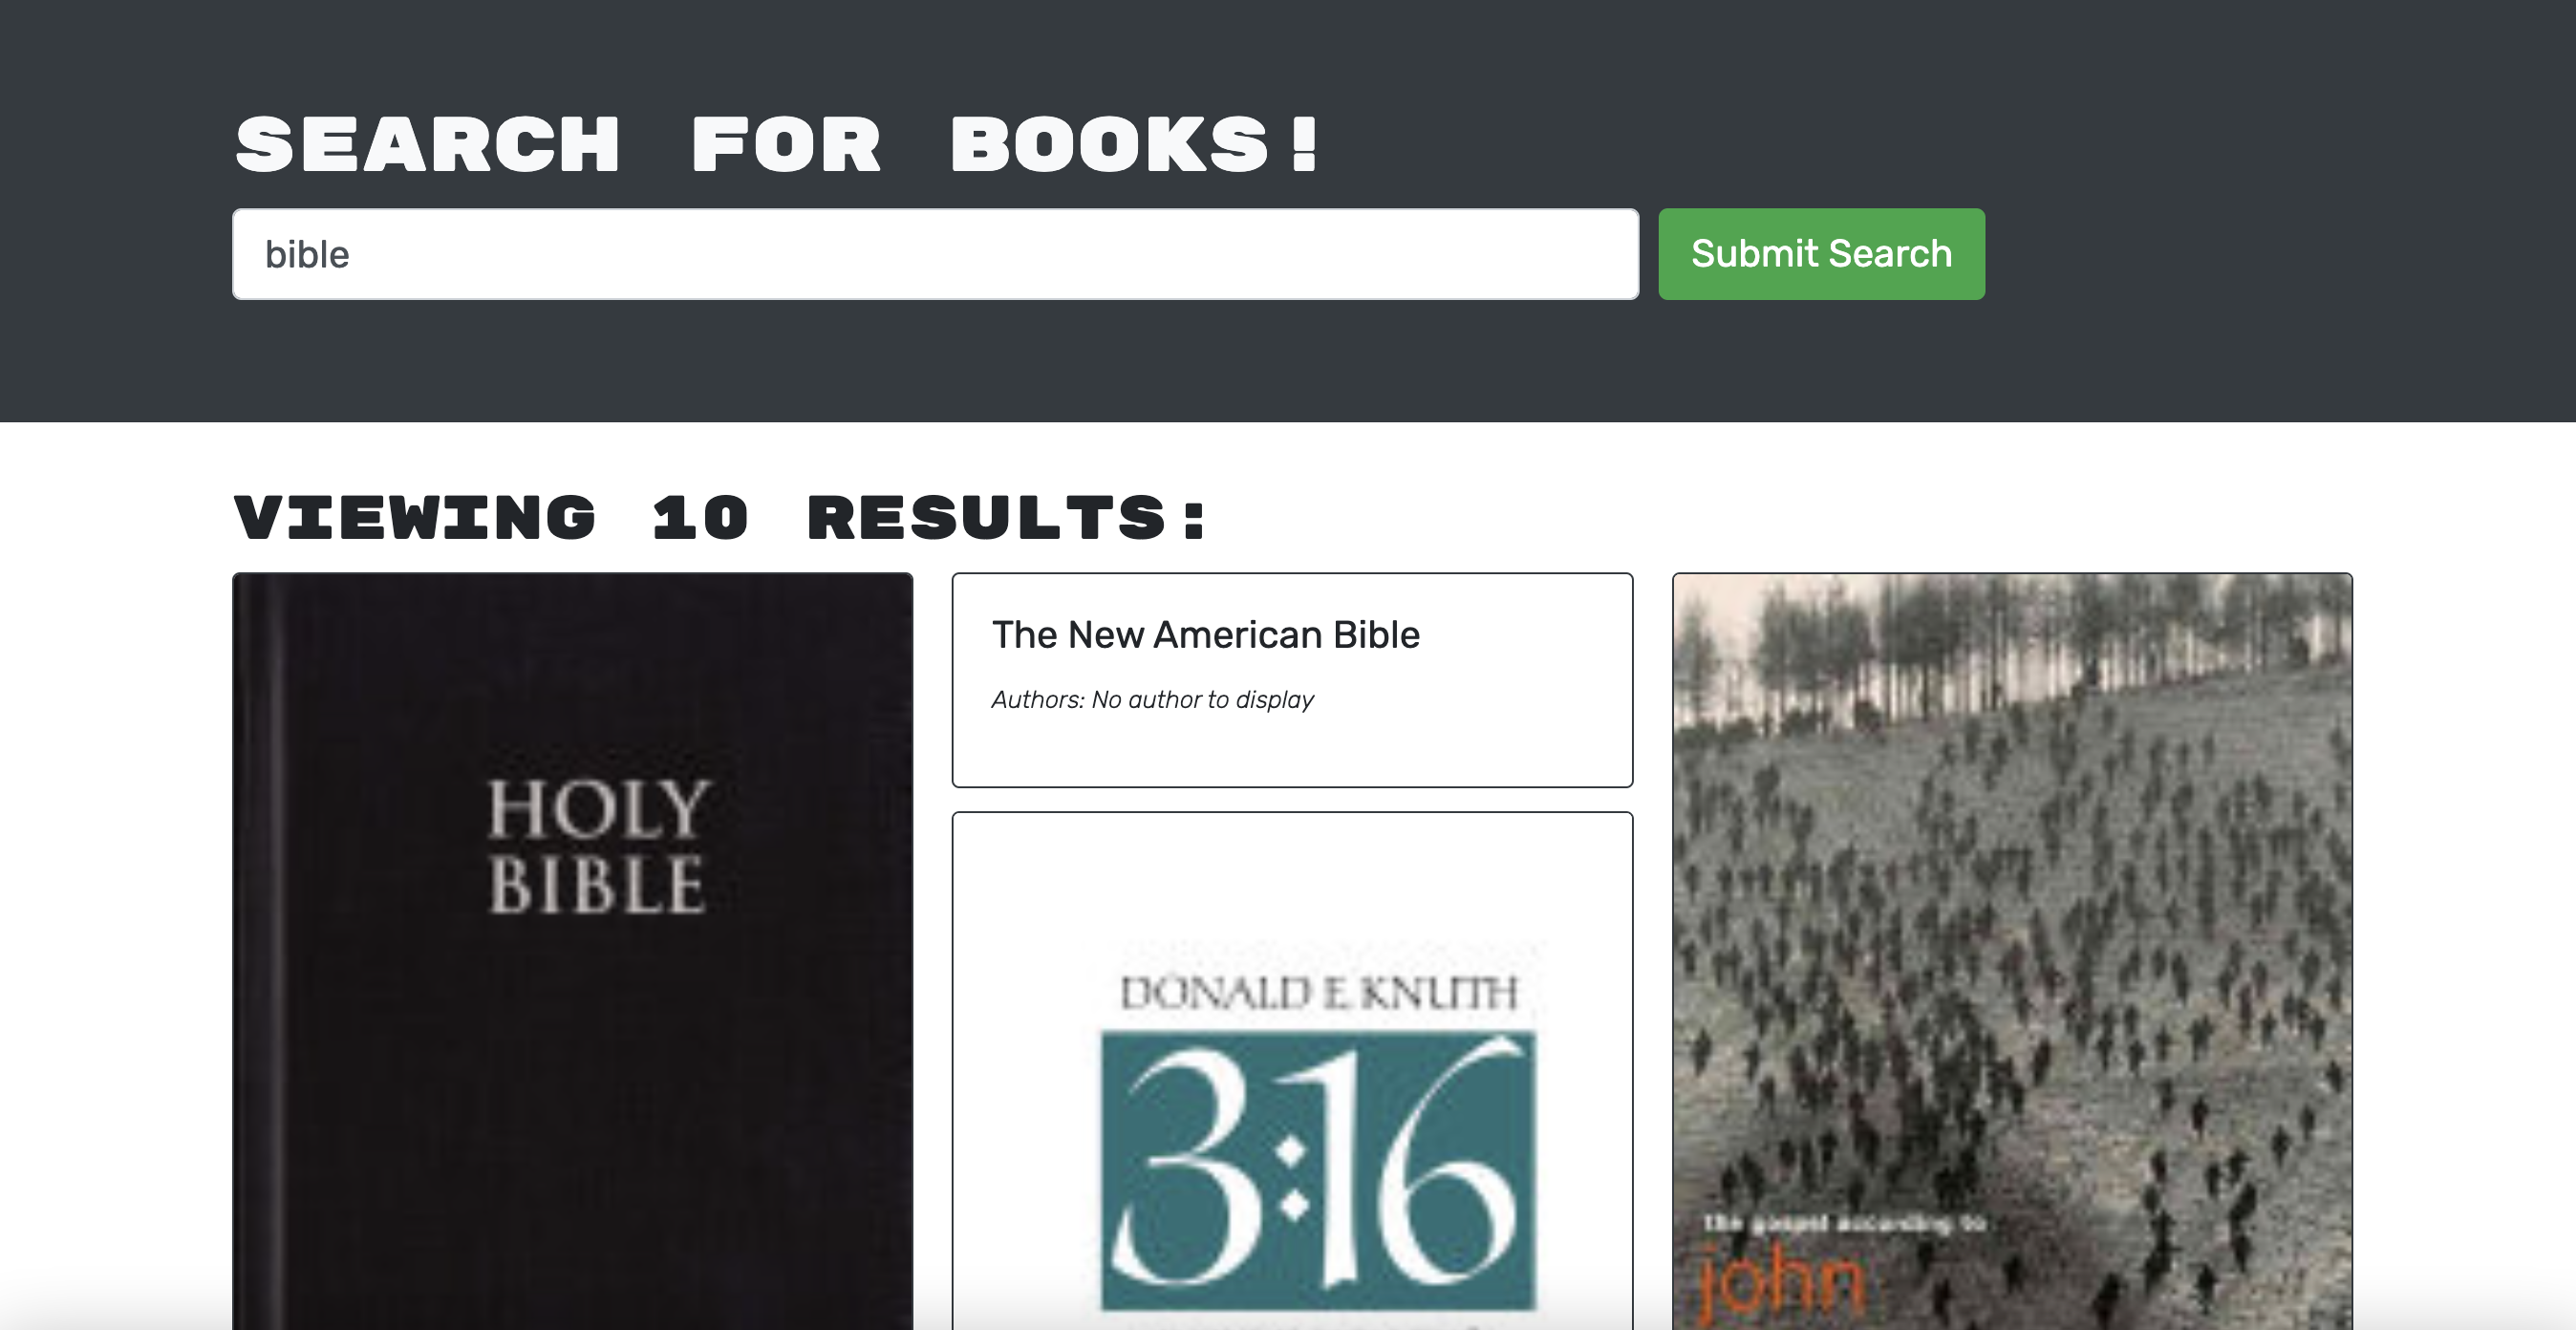 SEARCH FOR BOOKS!
bible
Submit Search
VIEWING 10 RESULTS:
HOLY
BIBLE
The New American Bible
Authors: No author to display
DONALD E. KNUTH
3:16
the gospel according to
john